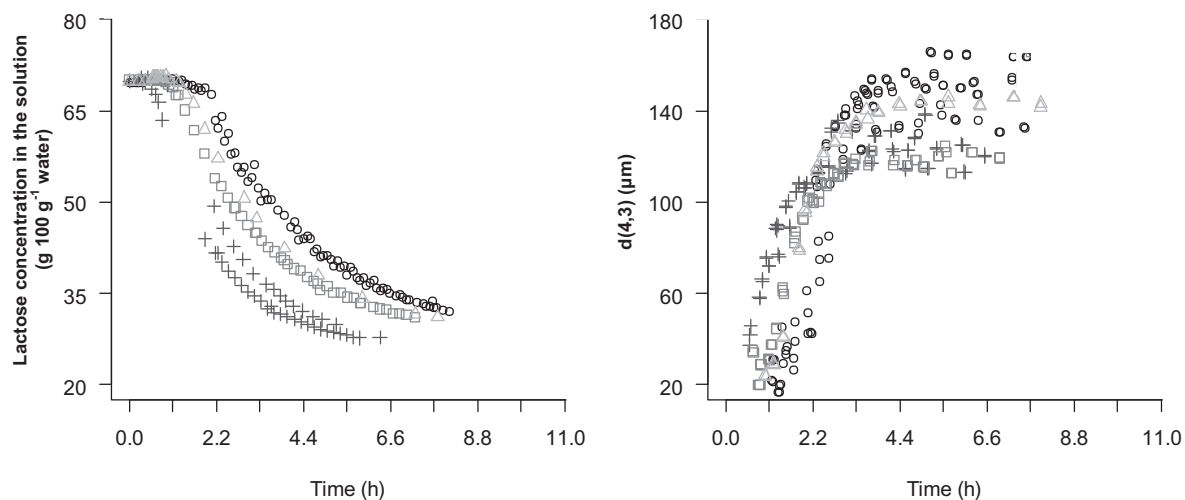 Lactose concentration in the solution
(g 100 g-1 water)
80
65
50
35
20
0.0 2.2 4.4 6.6 8.8 11.0
Time (h)
d(4,3) (µm)
180
140
100
60
20
0.0 2.2 4.4 6.6 8.8 11.0
Time (h)